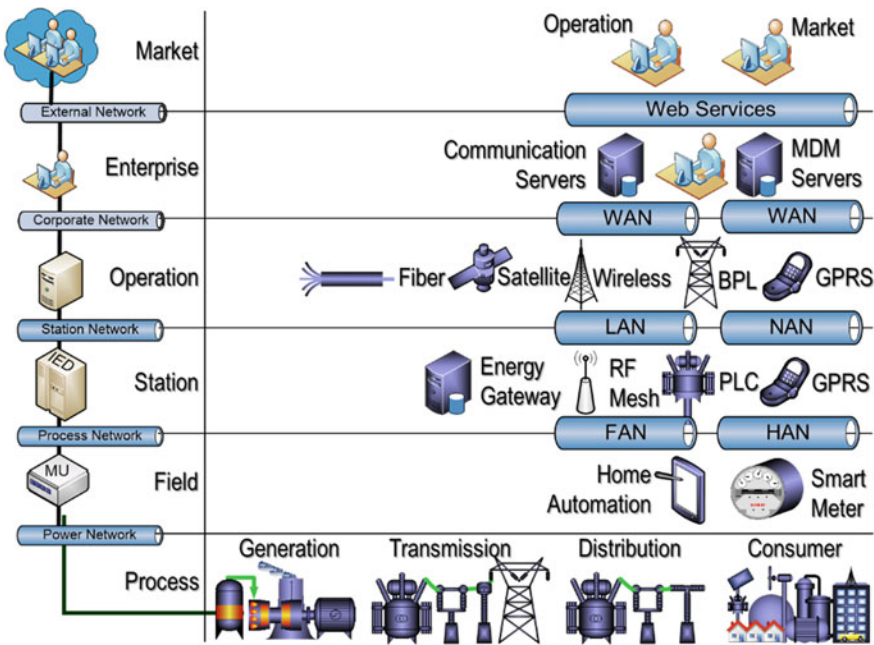 Market
Operation
Market
External Network
Web Services
Enterprise
Communication
Servers
MDM
Servers
Corporate Network
WAN
WAN
Operation
Fiber
Satellite
Wireless
BPL
GPRS
Station Network
LAN
NAN
IED
Station
Energy
Gateway
RF
Mesh
PLC
GPRS
Process Network
FAN
HAN
MU
Field
Home
Automation
Smart
Meter
Power Network
Process
Generation
Transmission
Distribution
Consumer